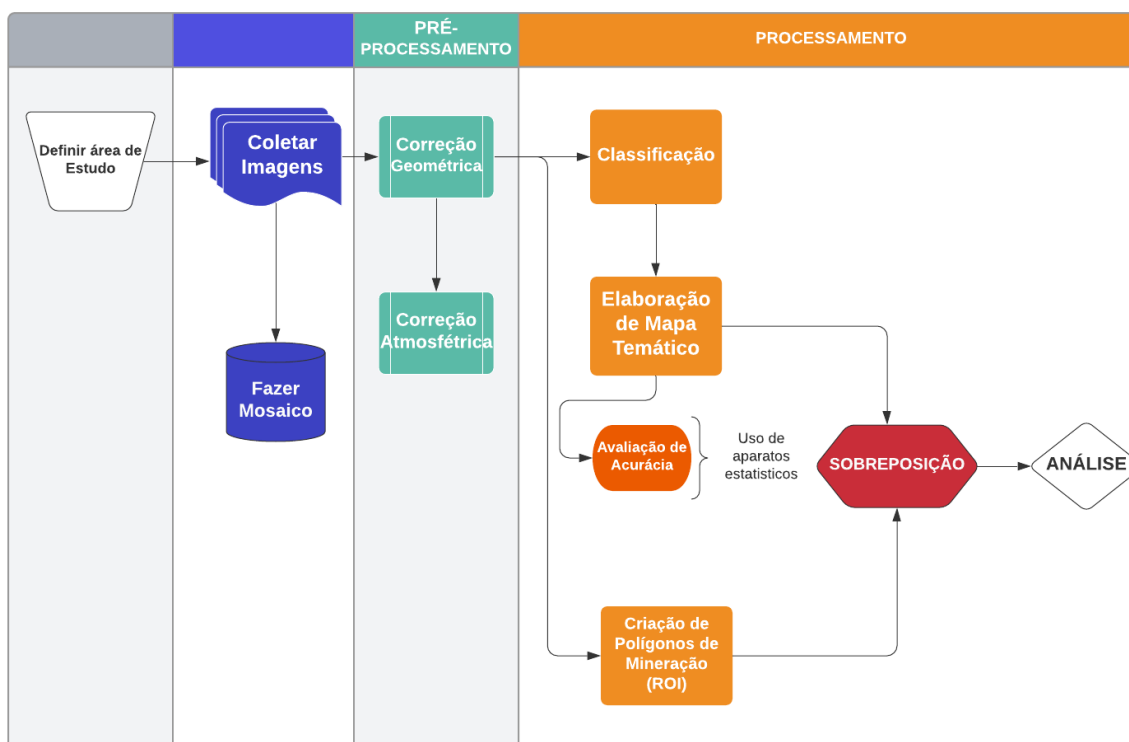 PRÉ-
PROCESSAMENTO
PROCESSAMENTO
Definir área de
Estudo
Coletar
Imagens
Correção
Geométrica
Classificação
Fazer
Mosaico
Correção
Atmosfétrica
Elaboração
de Mapa
Temático
Avaliação de
Acurácia
Uso de
aparatos
estatisticos
SOBREPOSIÇÃO
ANÁLISE
Criação de
Polígonos de
Mineração
(ROI)